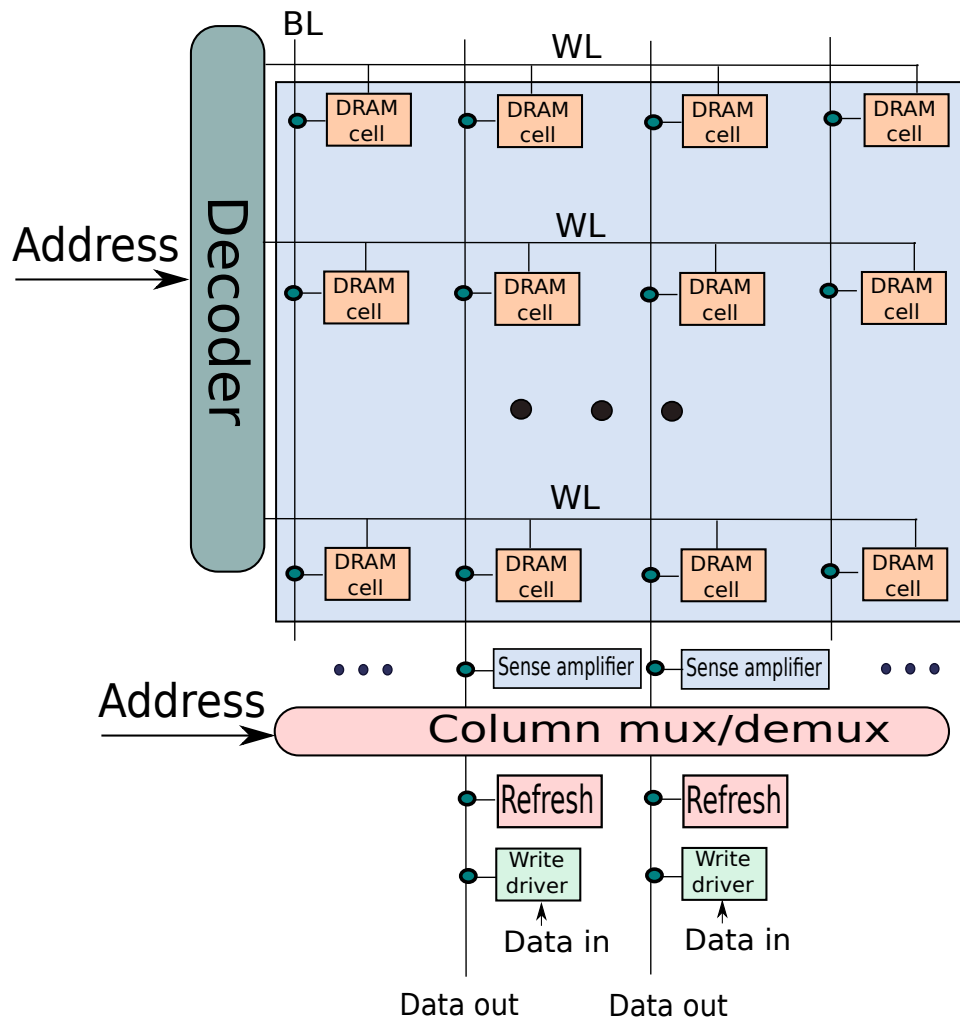 BL
WL
DRAM
cell
DRAM
cell
DRAM
cell
DRAM
cell
Decoder
Address
WL
DRAM
cell
DRAM
cell
DRAM
cell
DRAM
cell
WL
DRAM
cell
DRAM
cell
DRAM
cell
DRAM
cell
Sense amplifier
Sense amplifier
Address
Column mux/demux
Refresh
Refresh
Write
driver
Write
driver
Data in
Data in
Data out
Data out